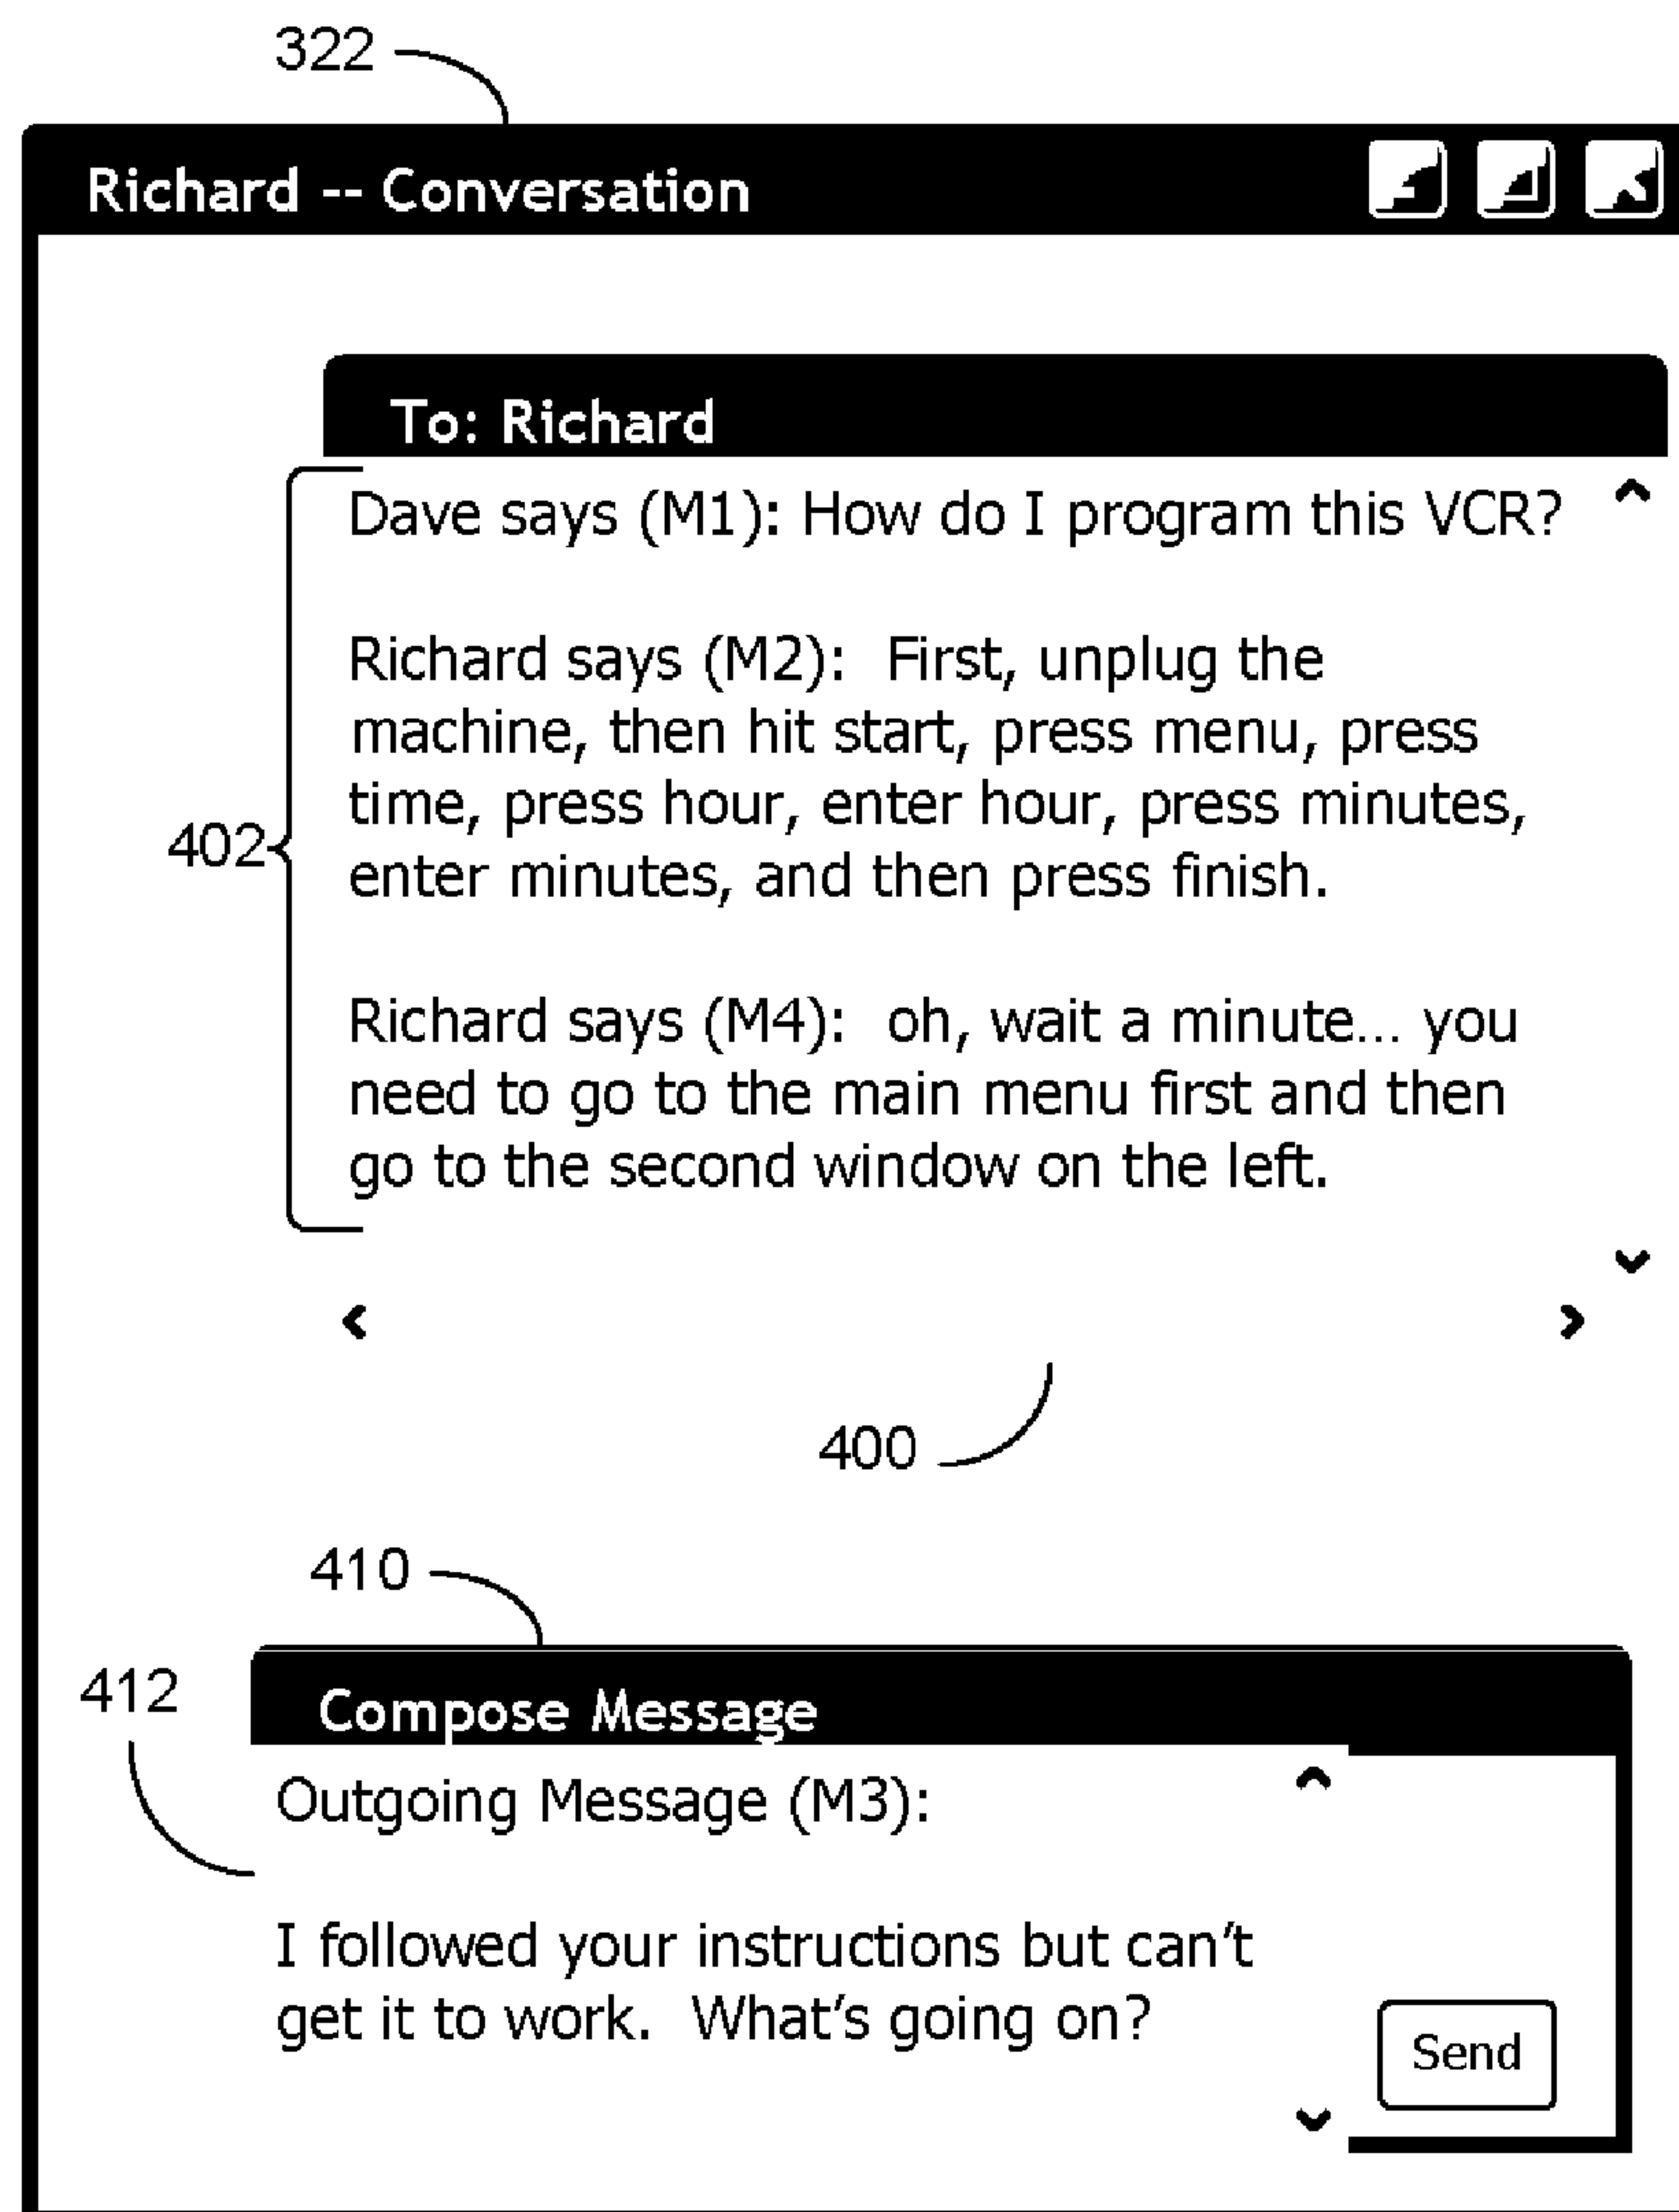 322
Richard -- Conversation
To: Richard
Dave says (M1): How do I program this VCR?
Richard says (M2):  First, unplug the
machine, then hit start, press menu, press
time, press hour, enter hour, press minutes,
enter minutes, and then press finish.
402
Richard says (M4):  oh, wait a minute... you
need to go to the main menu first and then
go to the second window on the left.
400
410
412
Compose Message
Outgoing Message (M3):
I followed your instructions but can't
get it to work.  What's going on?
Send